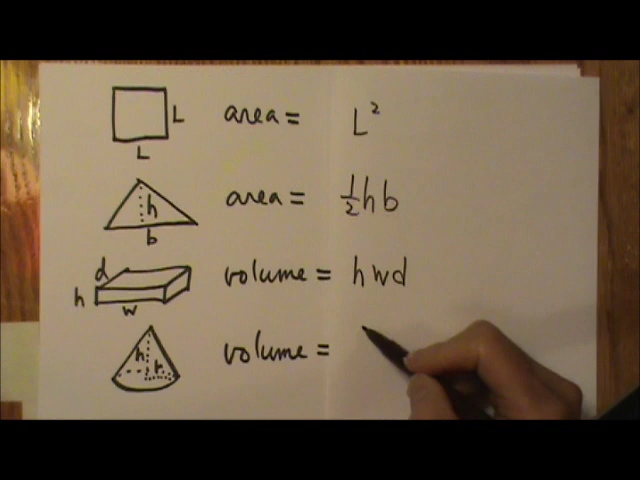 L area = L²
L
h area = ½hb
b
d
h volume = hwd
w
h r volume =